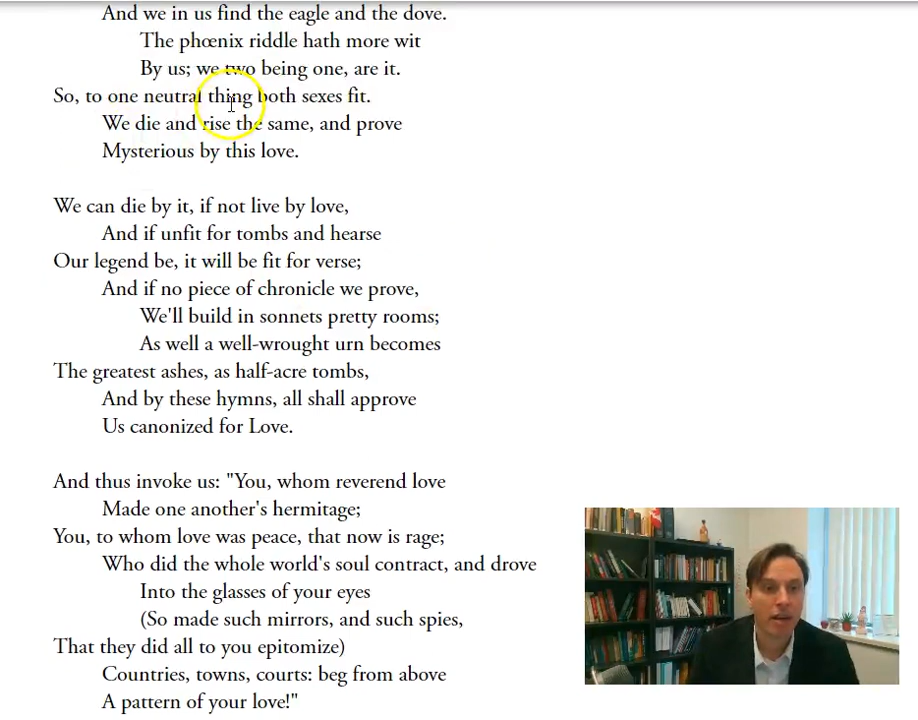 And we in us find the eagle and the dove.
The phœnix riddle hath more wit
By us; we two being one, are it.
So, to one neutral thing both sexes fit.
We die and rise the same, and prove
Mysterious by this love.
We can die by it, if not live by love,
And if unfit for tombs and hearse
Our legend be, it will be fit for verse;
And if no piece of chronicle we prove,
We'll build in sonnets pretty rooms;
As well a well-wrought urn becomes
The greatest ashes, as half-acre tombs,
And by these hymns, all shall approve
Us canonized for Love.
And thus invoke us: "You, whom reverend love
Made one another's hermitage;
You, to whom love was peace, that now is rage;
Who did the whole world's soul contract, and drove
Into the glasses of your eyes
(So made such mirrors, and such spies,
That they did all to you epitomize)
Countries, towns, courts: beg from above
A pattern of your love!"